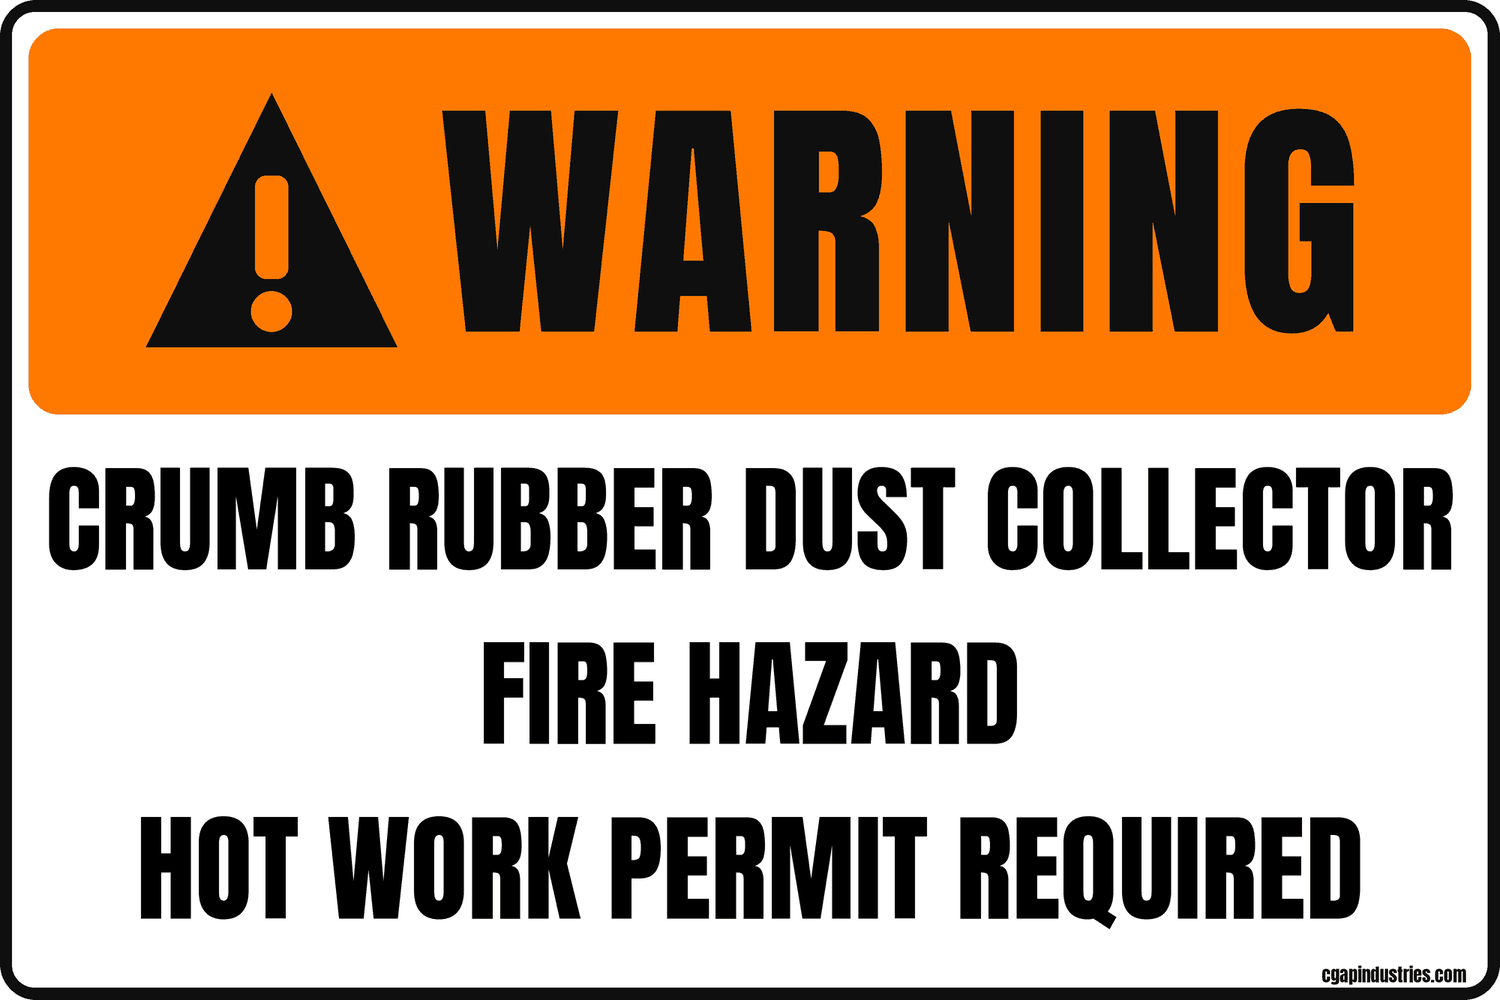 WARNING
CRUMB RUBBER DUST COLLECTOR
FIRE HAZARD
HOT WORK PERMIT REQUIRED
cgapindustries.com